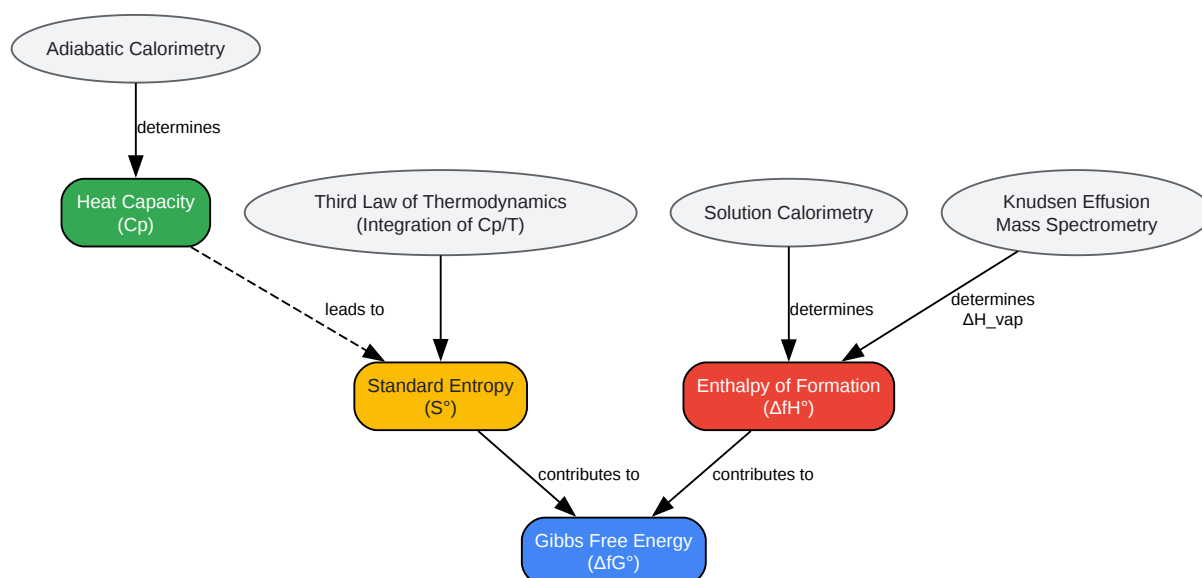 Adiabatic Calorimetry
determines
Heat Capacity
(Cp)
Third Law of Thermodynamics
(Integration of Cp/T)
Solution Calorimetry
Knudsen Effusion
Mass Spectrometry
leads to
determines
determines
ΔH_vap
Standard Entropy
(S°)
Enthalpy of Formation
(ΔfH°)
contributes to
contributes to
Gibbs Free Energy
(ΔfG°)